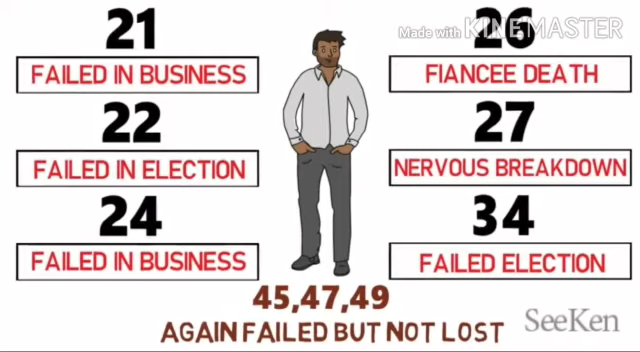 21
FAILED IN BUSINESS
22
FAILED IN ELECTION
24
FAILED IN BUSINESS
Made with KINEMASTER
26
FIANCEE DEATH
27
NERVOUS BREAKDOWN
34
FAILED ELECTION
45,47,49
AGAIN FAILED BUT NOT LOST
SeeKen